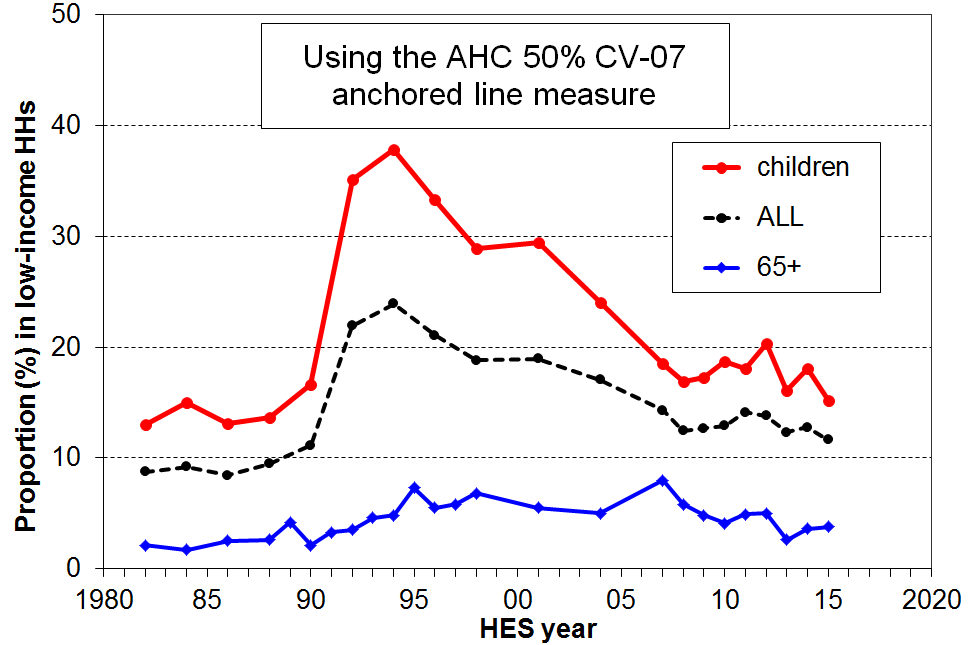 Using the AHC 50% CV-07
anchored line measure
children
ALL
65+
Proportion (%) in low-income HHs
50
40
30
20
10
0
1980 85 90 95 00 05 10 15 2020
HES year